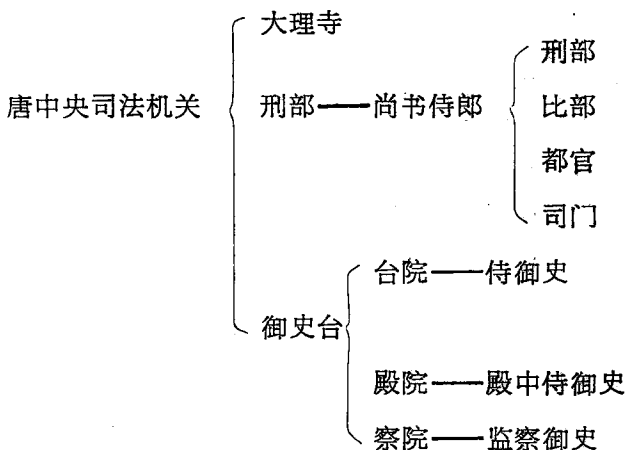 大理寺
刑部
唐中央司法机关 刑部——尚书侍郎 比部
都官
司门
台院——侍御史
御史台
殿院——殿中侍御史
察院——监察御史